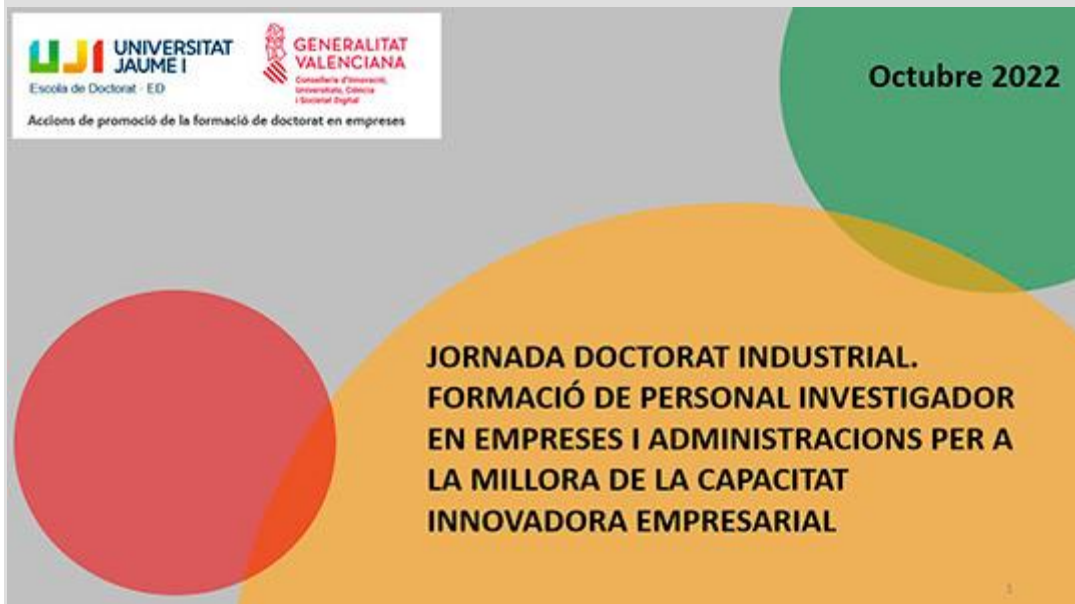 UJI UNIVERSITAT
JAUME I
Escola de Doctorat - ED
GENERALITAT
VALENCIANA
Conselleria d'Innovació,
Universitats, Ciència
i Societat Digital
Accions de promoció de la formació de doctorat en empreses
Octubre 2022
JORNADA DOCTORAT INDUSTRIAL.
FORMACIÓ DE PERSONAL INVESTIGADOR
EN EMPRESES I ADMINISTRACIONS PER A
LA MILLORA DE LA CAPACITAT
INNOVADORA EMPRESARIAL